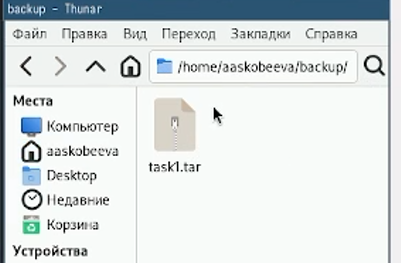 backup - Thunar
Файл Правка Вид Переход Закладки Справка
/home/aaskobeeva/backup/
Места
Компьютер
aaskobeeva
Desktop
Недавние
Корзина
Устройства
task1.tar